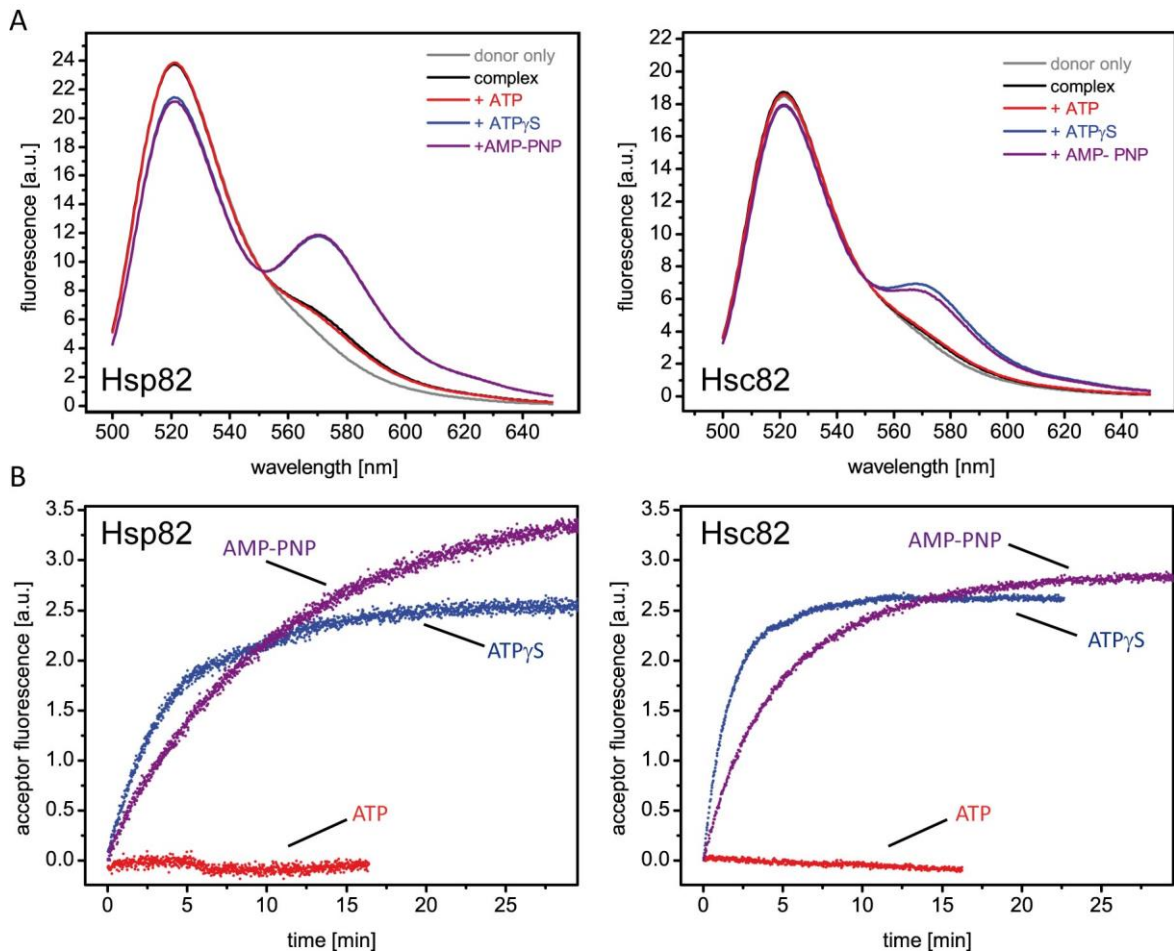 A
fluorescence [a.u.]
24
22
20
18
16
14
12
10
8
6
4
2
0
donor only
complex
+ ATP
+ ATPγS
+AMP-PNP
Hsp82
500 520 540 560 580 600 620 640
wavelength [nm]
fluorescence [a.u.]
22
20
18
16
14
12
10
8
6
4
2
0
donor only
complex
+ ATP
+ ATPγS
+ AMP- PNP
Hsc82
500 520 540 560 580 600 620 640
wavelength [nm]
B
acceptor fluorescence [a.u.]
3.5
3.0
2.5
2.0
1.5
1.0
0.5
0.0
Hsp82
AMP-PNP
ATPγS
ATP
0 5 10 15 20 25
time [min]
acceptor fluorescence [a.u.]
3.5
3.0
2.5
2.0
1.5
1.0
0.5
0.0
Hsc82
AMP-PNP
ATPγS
ATP
0 5 10 15 20 25
time [min]